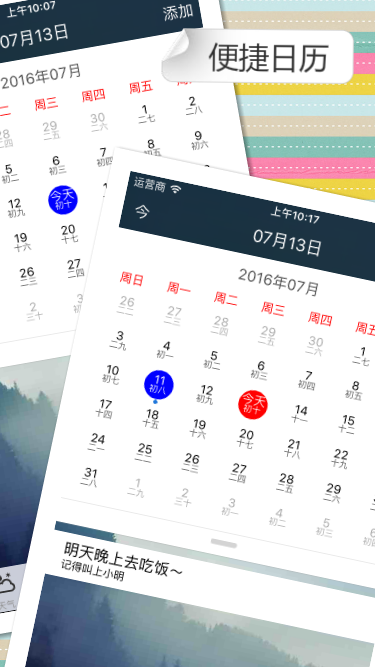 上午10:07
添加
07月13日
便捷日历
2016年07月
二 周三 周四 周五 周六
28 29 30 1 2
廿四 二五 二六 二七 二八
5 6 7 8 9
初二 初三 初四 初五 初六
12 今天
初九 初十
19 20
十六 十七
26 27
二三 二四
2 3
三十 初一
天气
运营商
上午10:17
今
07月13日
2016年07月
周日 周一 周二 周三 周四 周五
26 27 28 29 30 1
二二 二三 二四 二五 二六 二七
3 4 5 6 7 8
二九 初一 初二 初三 初四 初五
10 11 12 今天 14 15
初七 初八 初九 初十 十一 十二
17 18 19 20 21 22
十四 十五 十六 十七 十八 十九
24 25 26 27 28 29
二一 二二 二三 二四 二五 二六
31 1 2 3 4 5 6
二八 二九 三十 初一 初二 初三 初四
明天晚上去吃饭～
记得叫上小明